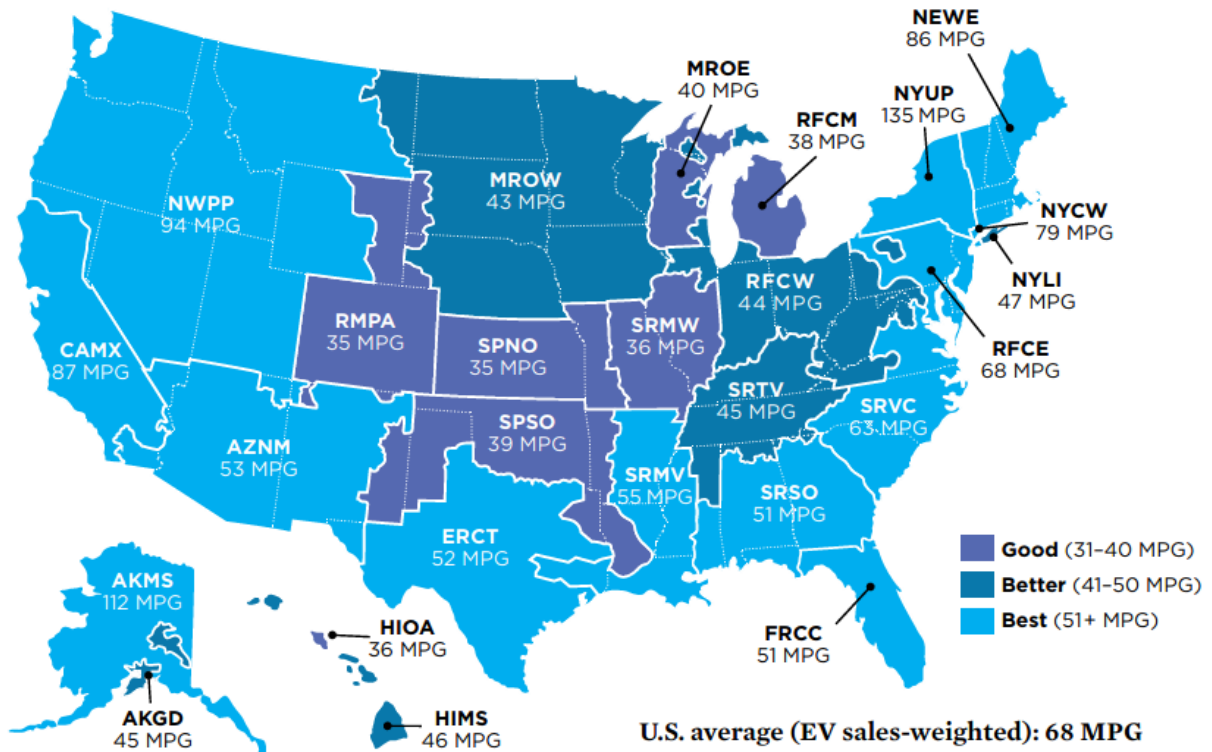 NEWE
86 MPG
MROE
40 MPG
NYUP
135 MPG
RFCM
38 MPG
NWPP
94 MPG
MROW
43 MPG
NYCW
79 MPG
NYLI
47 MPG
RFCW
44 MPG
RMPA
35 MPG
SRMW
36 MPG
SPNO
35 MPG
CAMX
87 MPG
RFCE
68 MPG
SRTV
45 MPG
SRVC
63 MPG
SPSO
39 MPG
AZNM
53 MPG
SRMV
55 MPG
SRSO
51 MPG
ERCT
52 MPG
Good (31–40 MPG)
Better (41–50 MPG)
Best (51+ MPG)
AKMS
112 MPG
HIOA
36 MPG
FRCC
51 MPG
AKGD
45 MPG
HIMS
46 MPG
U.S. average (EV sales-weighted): 68 MPG